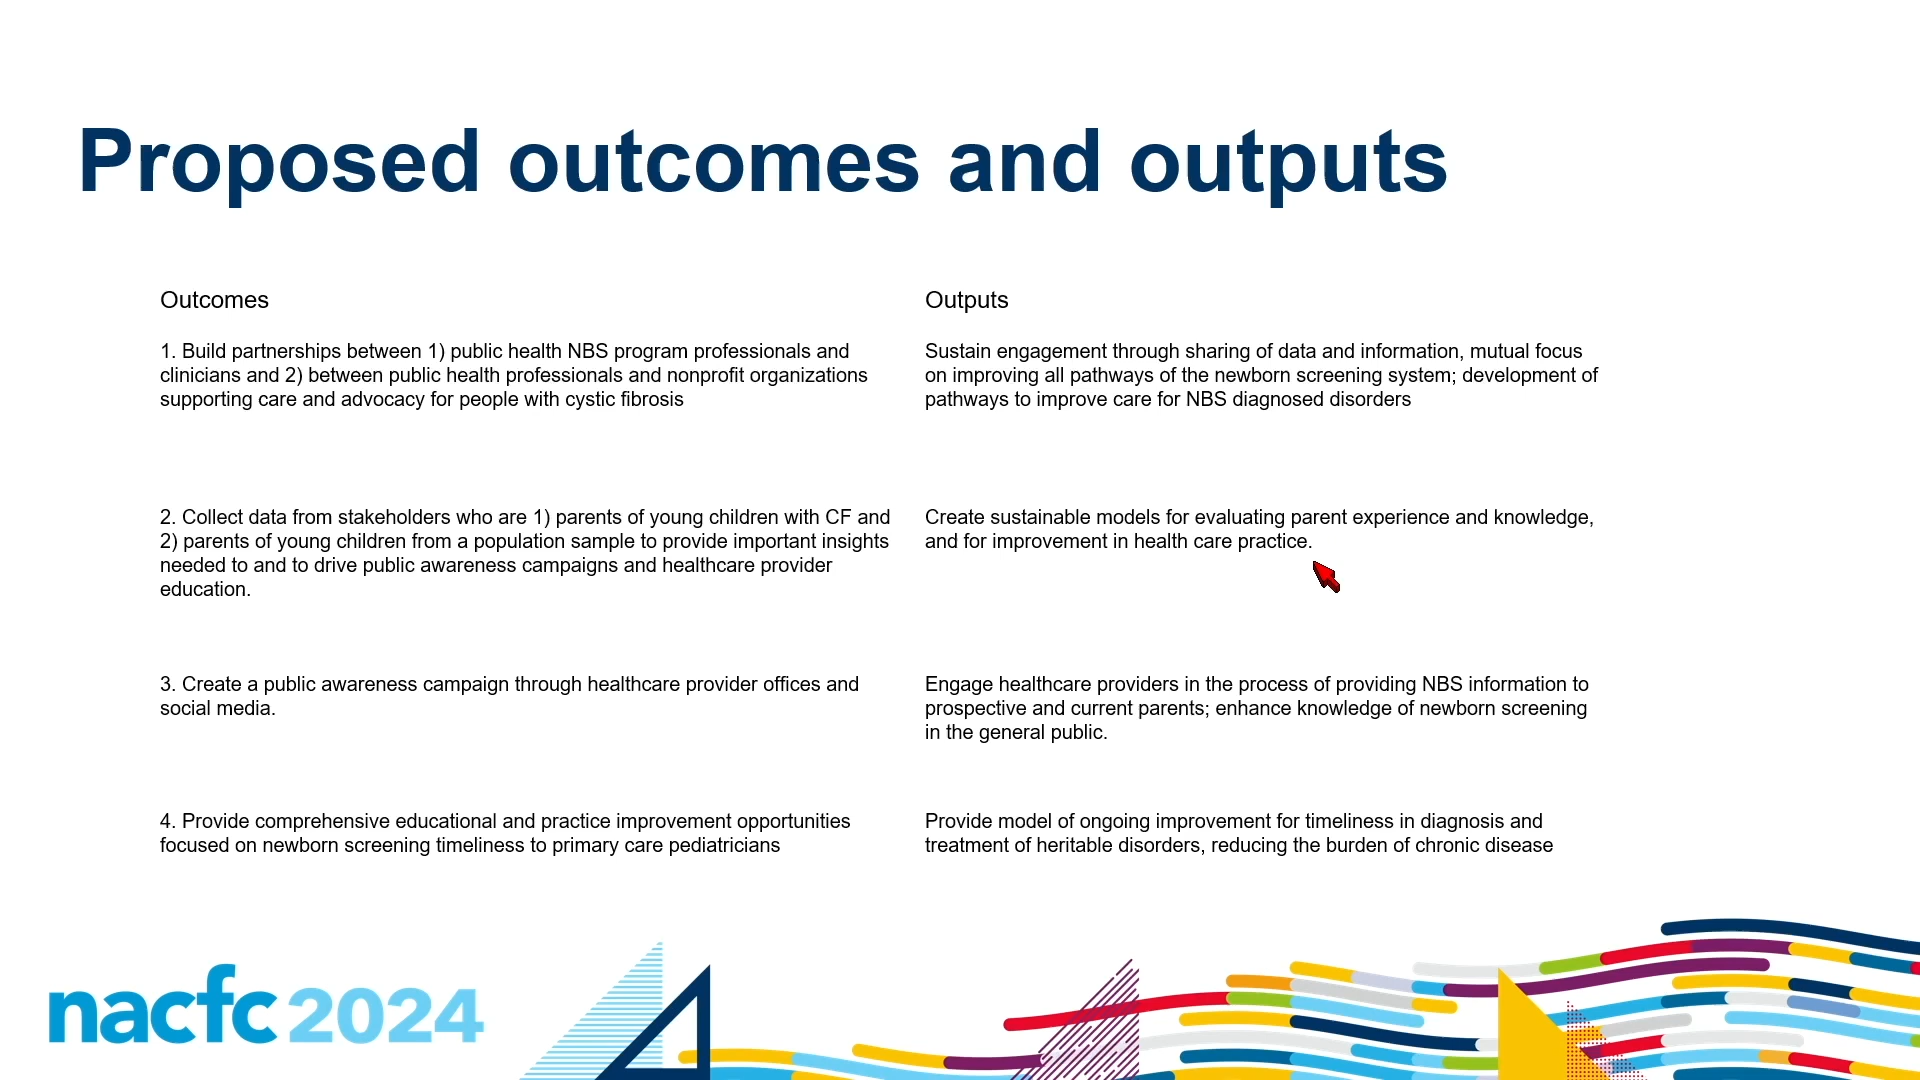 Proposed outcomes and outputs
Outcomes
Outputs
1. Build partnerships between 1) public health NBS program professionals and
clinicians and 2) between public health professionals and nonprofit organizations
supporting care and advocacy for people with cystic fibrosis
Sustain engagement through sharing of data and information, mutual focus
on improving all pathways of the newborn screening system; development of
pathways to improve care for NBS diagnosed disorders
2. Collect data from stakeholders who are 1) parents of young children with CF and
2) parents of young children from a population sample to provide important insights
needed to and to drive public awareness campaigns and healthcare provider
education.
Create sustainable models for evaluating parent experience and knowledge,
and for improvement in health care practice.
3. Create a public awareness campaign through healthcare provider offices and
social media.
Engage healthcare providers in the process of providing NBS information to
prospective and current parents; enhance knowledge of newborn screening
in the general public.
4. Provide comprehensive educational and practice improvement opportunities
focused on newborn screening timeliness to primary care pediatricians
Provide model of ongoing improvement for timeliness in diagnosis and
treatment of heritable disorders, reducing the burden of chronic disease
nacfc 2024